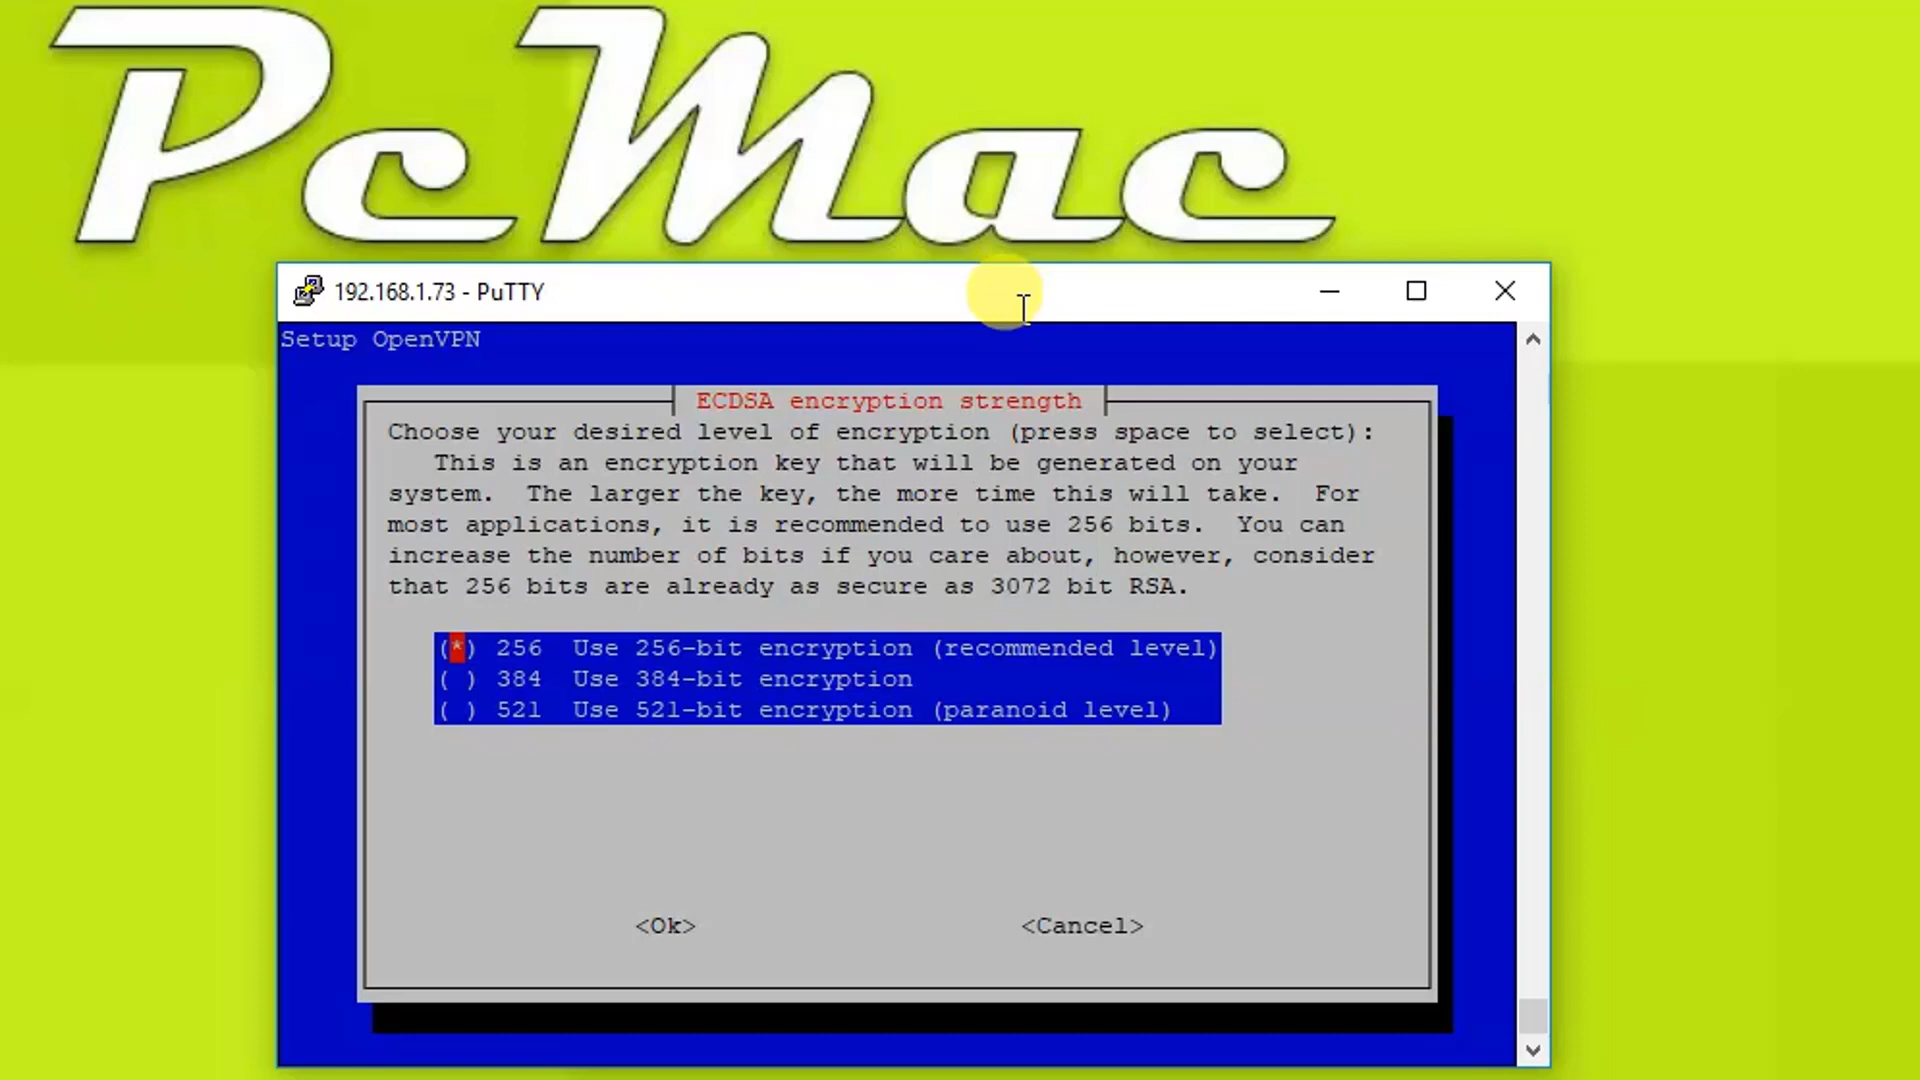 PcMac
192.168.1.73 - PuTTY
Setup OpenVPN
ECDSA encryption strength
Choose your desired level of encryption (press space to select):
This is an encryption key that will be generated on your
system. The larger the key, the more time this will take. For
most applications, it is recommended to use 256 bits. You can
increase the number of bits if you care about, however, consider
that 256 bits are already as secure as 3072 bit RSA.
(*) 256 Use 256-bit encryption (recommended level)
( ) 384 Use 384-bit encryption
( ) 521 Use 521-bit encryption (paranoid level)
<Ok> <Cancel>